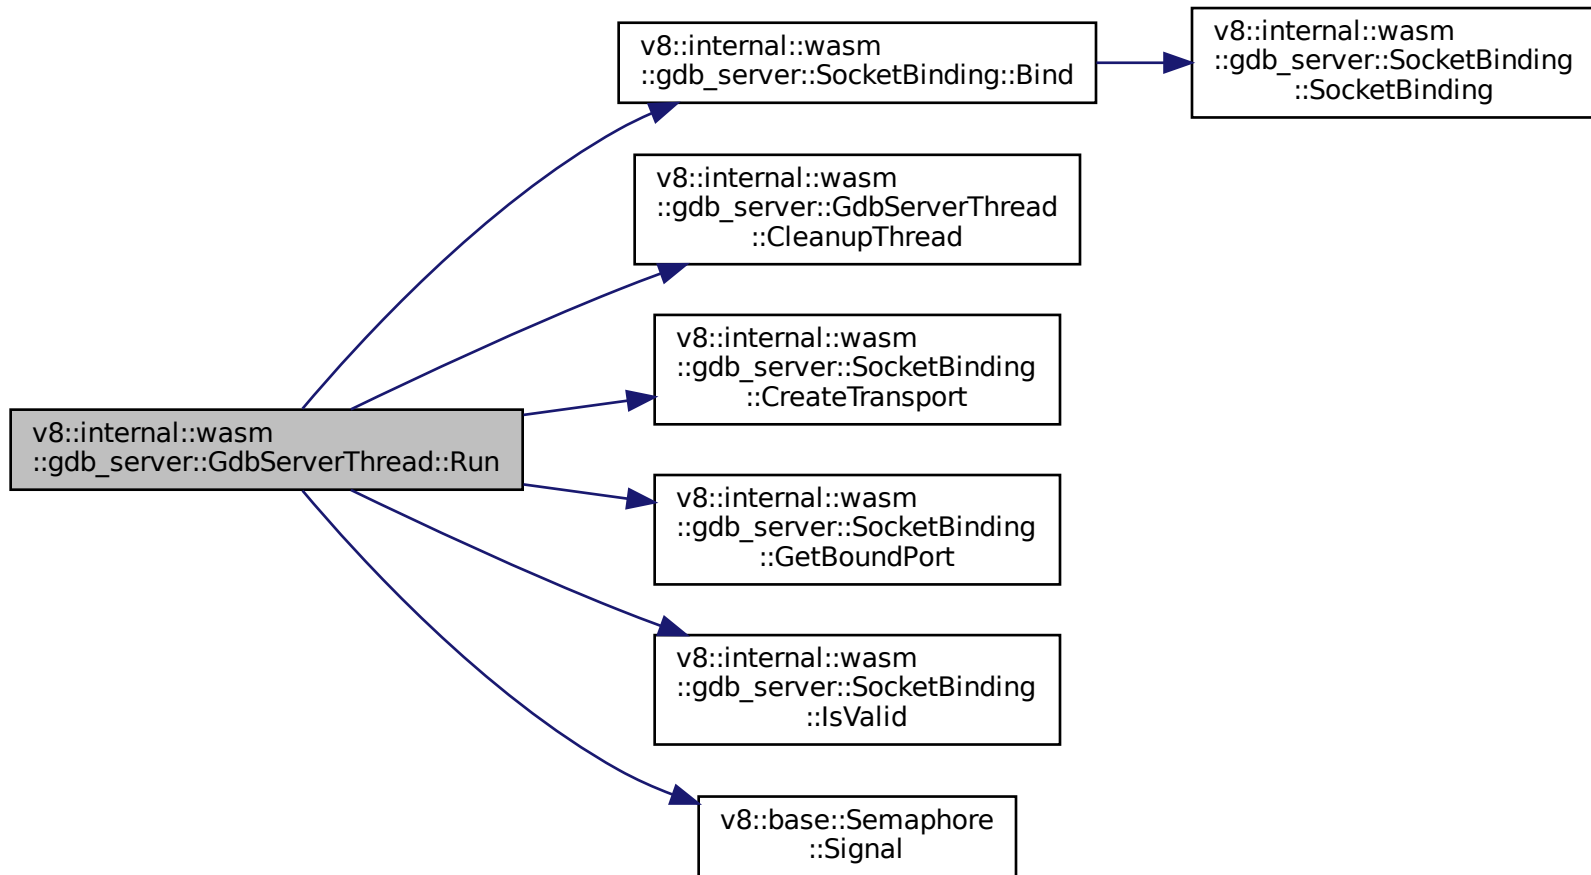 v8::internal::wasm
::gdb_server::SocketBinding::Bind
v8::internal::wasm
::gdb_server::SocketBinding
::SocketBinding
v8::internal::wasm
::gdb_server::GdbServerThread
::CleanupThread
v8::internal::wasm
::gdb_server::SocketBinding
::CreateTransport
v8::internal::wasm
::gdb_server::GdbServerThread::Run
v8::internal::wasm
::gdb_server::SocketBinding
::GetBoundPort
v8::internal::wasm
::gdb_server::SocketBinding
::IsValid
v8::base::Semaphore
::Signal